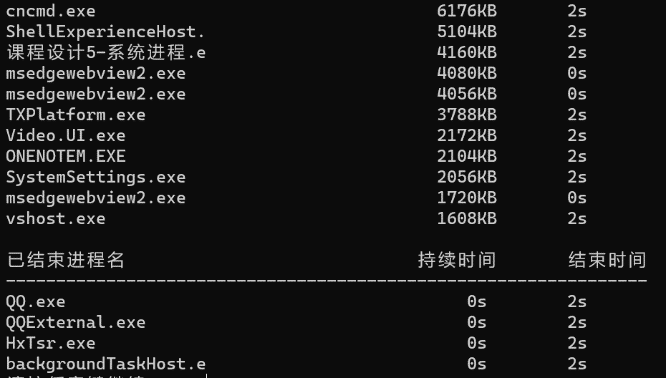 cncmd.exe 6176KB 2s
ShellExperienceHost. 5104KB 2s
课程设计5-系统进程.e 4160KB 2s
msedgewebview2.exe 4080KB 0s
msedgewebview2.exe 4056KB 0s
TXPlatform.exe 3788KB 2s
Video.UI.exe 2172KB 2s
ONENOTEM.EXE 2104KB 2s
SystemSettings.exe 2056KB 2s
msedgewebview2.exe 1720KB 0s
vshost.exe 1608KB 2s
已结束进程名 持续时间 结束时间
----------------------------------------------------------------
QQ.exe 0s 2s
QQExternal.exe 0s 2s
HxTsr.exe 0s 2s
backgroundTaskHost.e 0s 2s